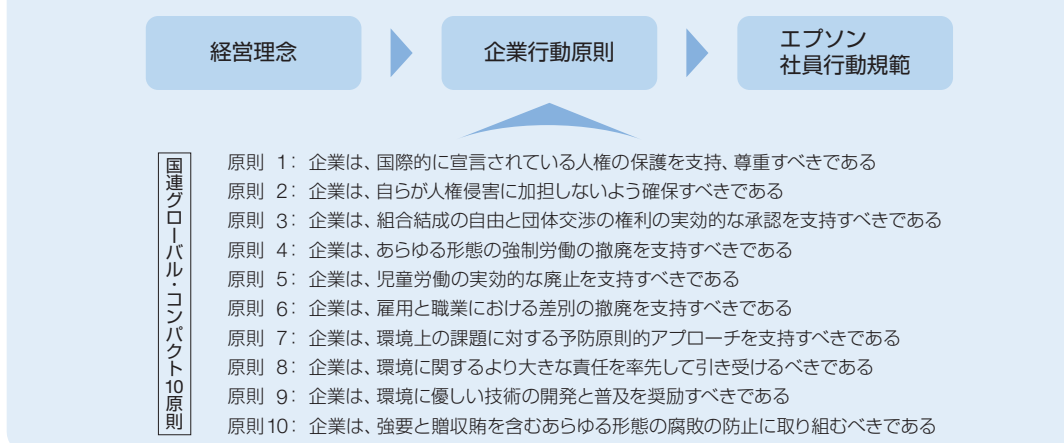 経営理念
企業行動原則
エプソン
社員行動規範
国連グローバル・コンパクト10原則
原則 1： 企業は、国際的に宣言されている人権の保護を支持、尊重すべきである
原則 2： 企業は、自らが人権侵害に加担しないよう確保すべきである
原則 3： 企業は、組合結成の自由と団体交渉の権利の実効的な承認を支持すべきである
原則 4： 企業は、あらゆる形態の強制労働の撤廃を支持すべきである
原則 5： 企業は、児童労働の実効的な廃止を支持すべきである
原則 6： 企業は、雇用と職業における差別の撤廃を支持すべきである
原則 7： 企業は、環境上の課題に対する予防原則的アプローチを支持すべきである
原則 8： 企業は、環境に関するより大きな責任を率先して引き受けるべきである
原則 9： 企業は、環境に優しい技術の開発と普及を奨励すべきである
原則10： 企業は、強要と贈収賄を含むあらゆる形態の腐敗の防止に取り組むべきである